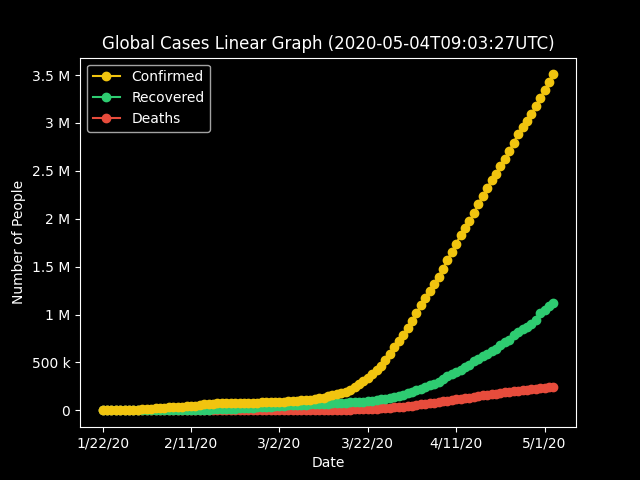 Global Cases Linear Graph (2020-05-04T09:03:27UTC)
Confirmed
Recovered
Deaths
3.5 M
3 M
2.5 M
2 M
1.5 M
1 M
500 k
0
Number of People
1/22/20 2/11/20 3/2/20 3/22/20 4/11/20 5/1/20
Date